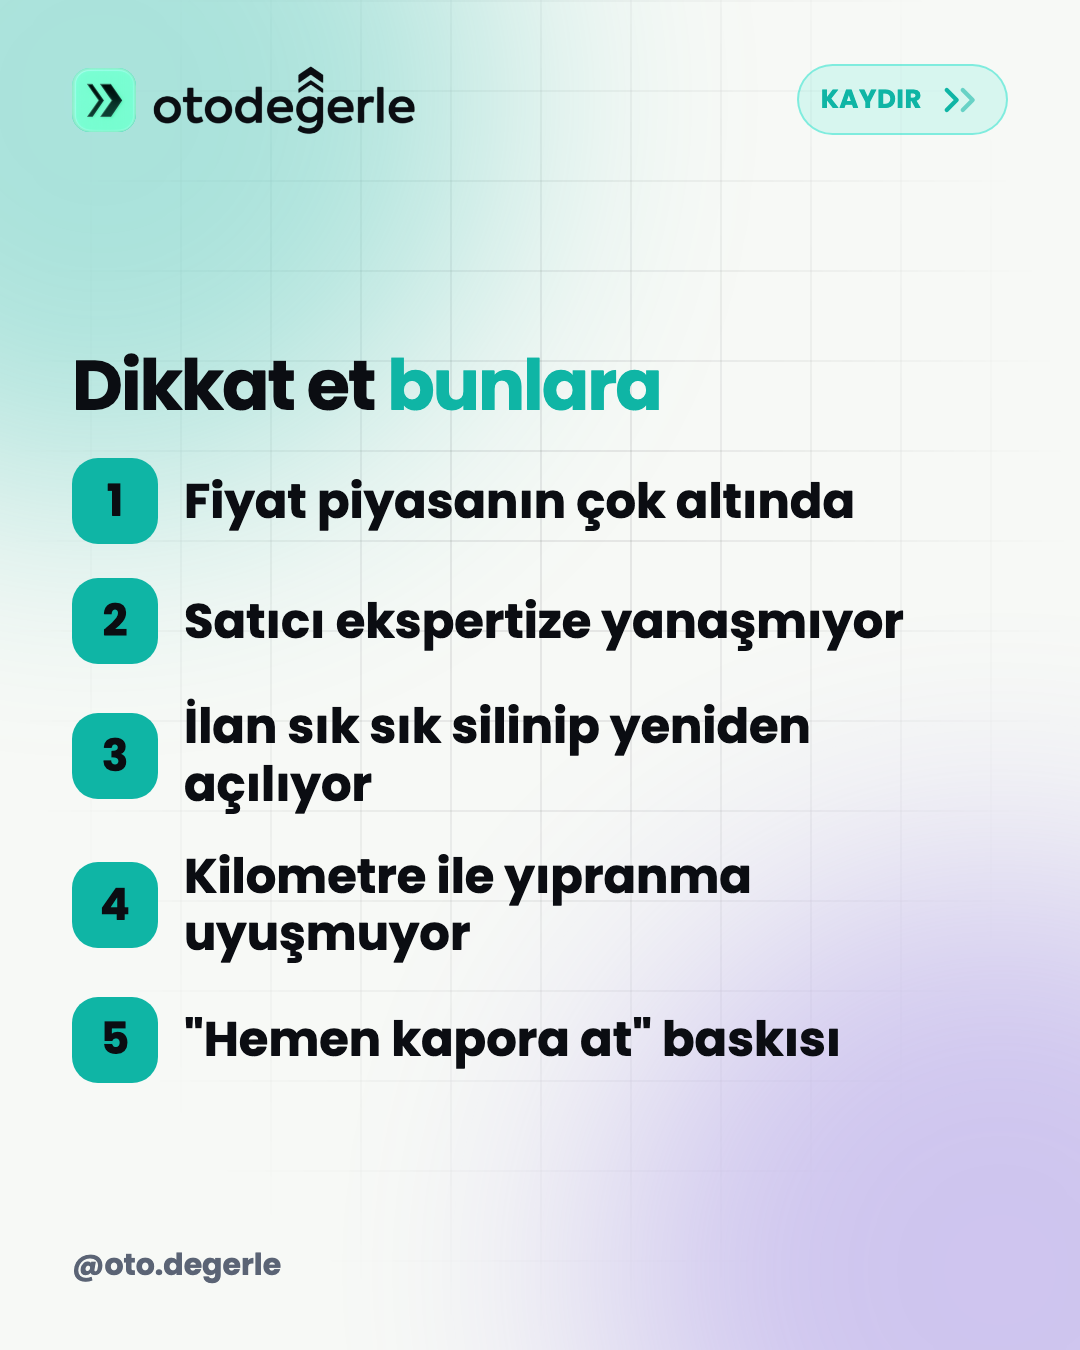 otodeğerle
KAYDIR
Dikkat et bunlara
1 Fiyat piyasanın çok altında
2 Satıcı ekspertize yanaşmıyor
3 İlan sık sık silinip yeniden
açılıyor
4 Kilometre ile yıpranma
uyuşmuyor
5 "Hemen kapora at" baskısı
@oto.degerle